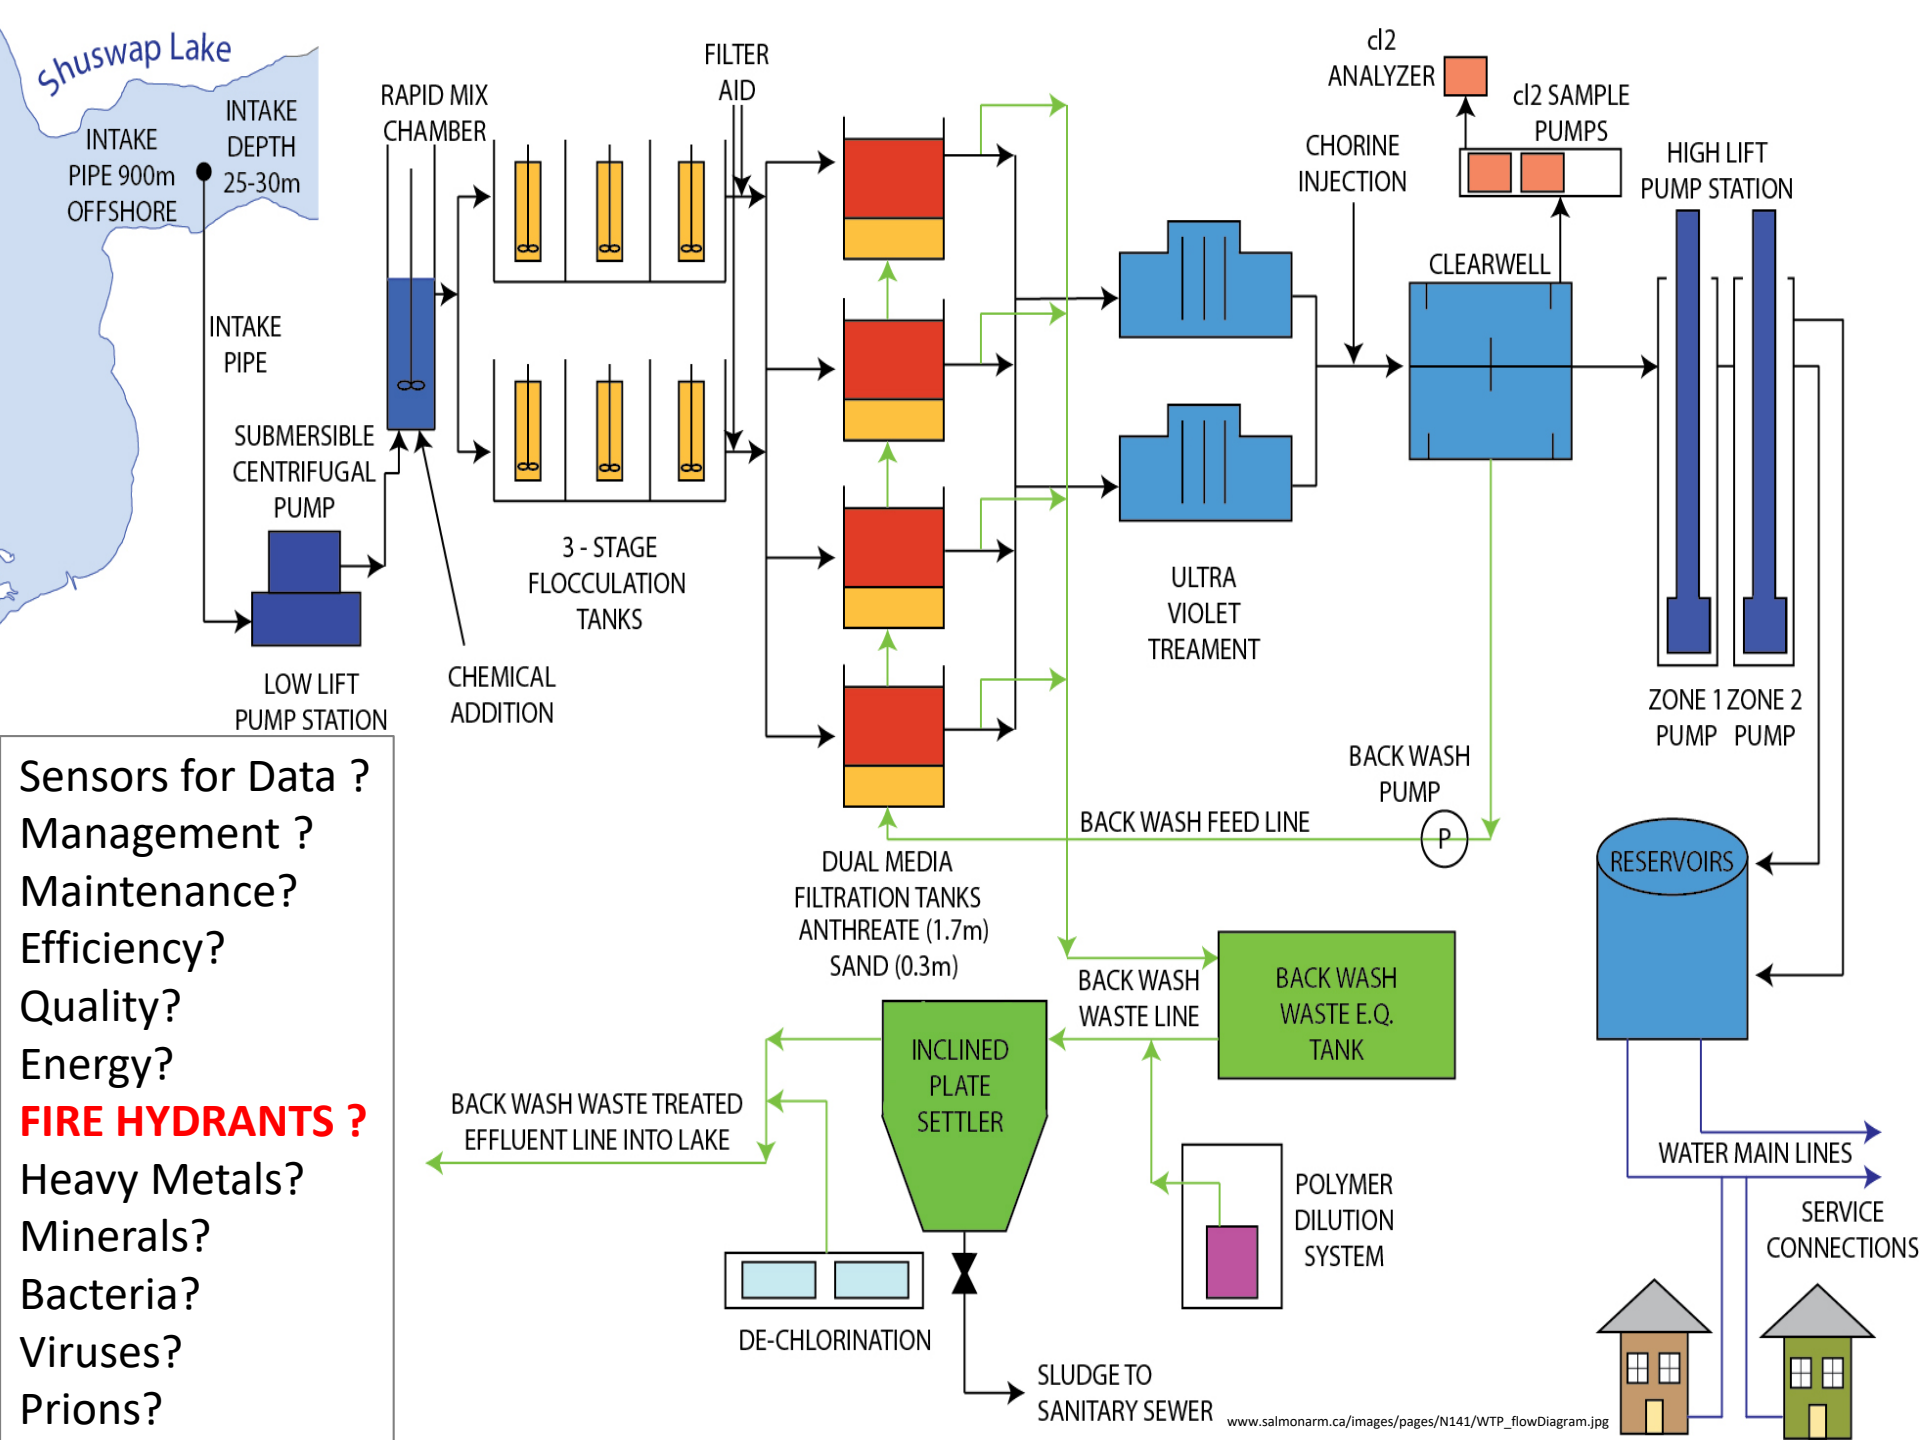 Shuswap Lake
INTAKE
PIPE 900m
OFFSHORE
INTAKE
DEPTH
25-30m
INTAKE
PIPE
SUBMERSIBLE
CENTRIFUGAL
PUMP
LOW LIFT
PUMP STATION
RAPID MIX
CHAMBER
CHEMICAL
ADDITION
3 - STAGE
FLOCCULATION
TANKS
FILTER
AID
DUAL MEDIA
FILTRATION TANKS
ANTHREATE (1.7m)
SAND (0.3m)
ULTRA
VIOLET
TREAMENT
CHORINE
INJECTION
cl2
ANALYZER
cl2 SAMPLE
PUMPS
CLEARWELL
HIGH LIFT
PUMP STATION
ZONE 1
PUMP
ZONE 2
PUMP
BACK WASH
PUMP
P
BACK WASH FEED LINE
RESERVOIRS
BACK WASH
WASTE LINE
BACK WASH
WASTE E.Q.
TANK
INCLINED
PLATE
SETTLER
BACK WASH WASTE TREATED
EFFLUENT LINE INTO LAKE
DE-CHLORINATION
POLYMER
DILUTION
SYSTEM
SLUDGE TO
SANITARY SEWER
WATER MAIN LINES
SERVICE
CONNECTIONS
www.salmonarm.ca/images/pages/N141/WTP_flowDiagram.jpg
Sensors for Data ?
Management ?
Maintenance?
Efficiency?
Quality?
Energy?
FIRE HYDRANTS ?
Heavy Metals?
Minerals?
Bacteria?
Viruses?
Prions?